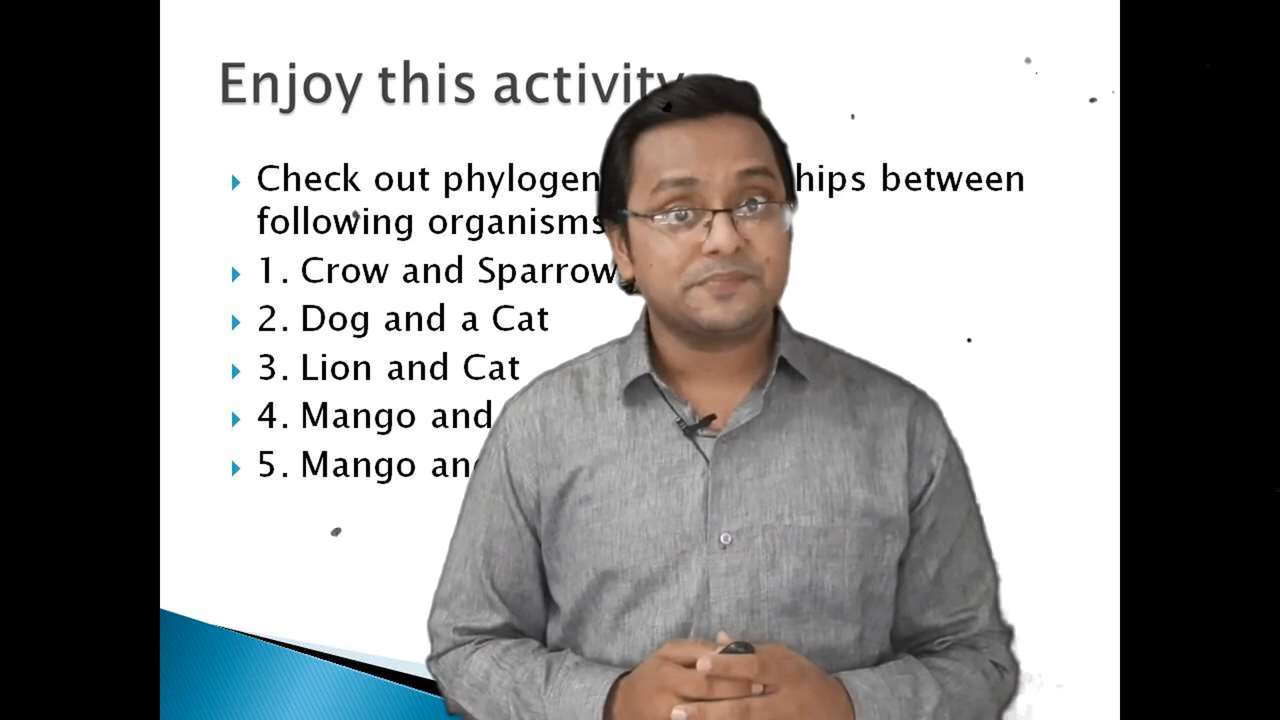 Enjoy this activity
Check out phylogen hips between
following organisms
1. Crow and Sparrow
2. Dog and a Cat
3. Lion and Cat
4. Mango and
5. Mango an